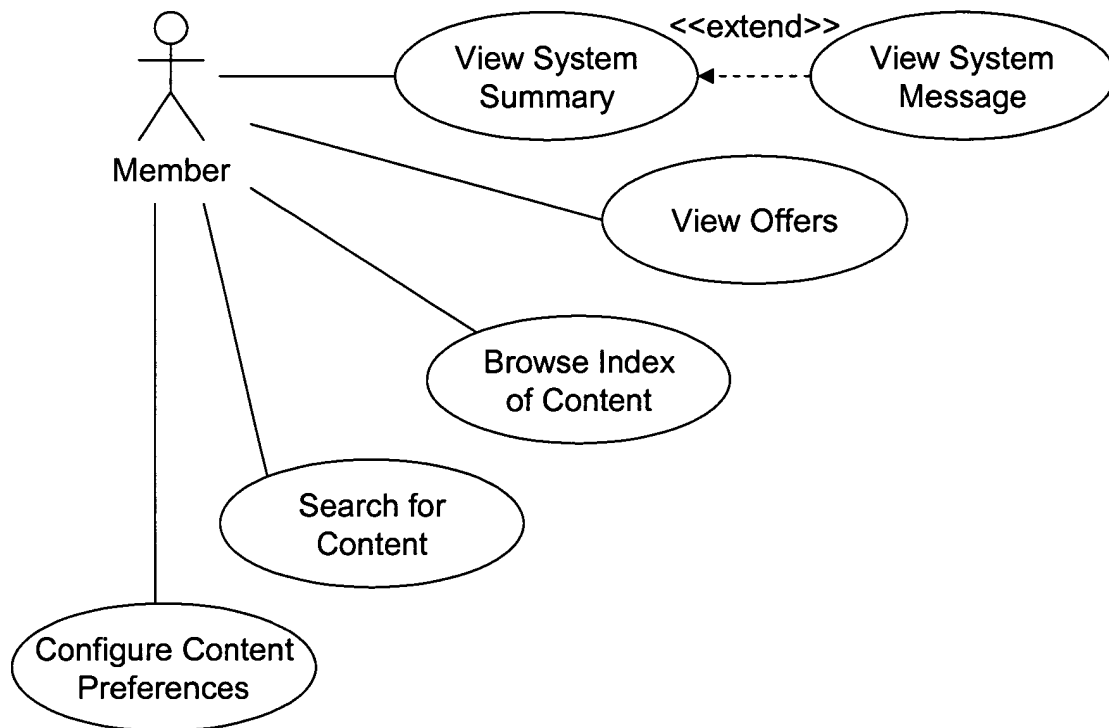 <<extend>>
View System
Summary
View System
Message
Member
View Offers
Browse Index
of Content
Search for
Content
Configure Content
Preferences